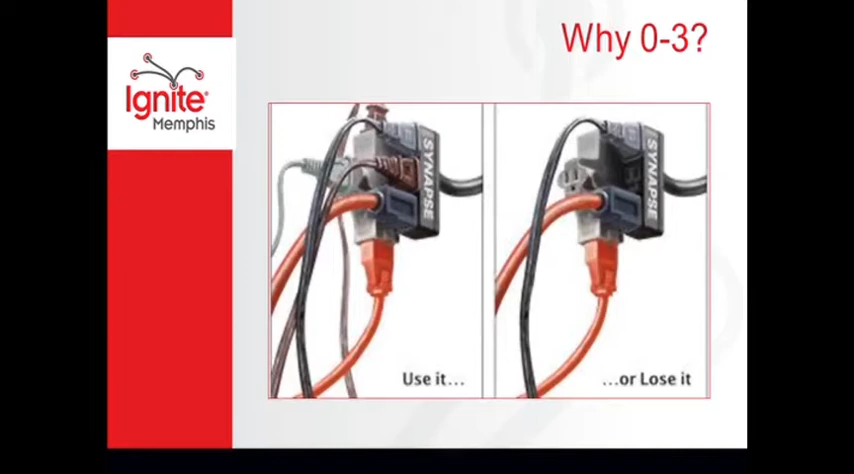 Why 0-3?
Ignite®
Memphis
SYNAPSE
SYNAPSE
Use it...
...or Lose it